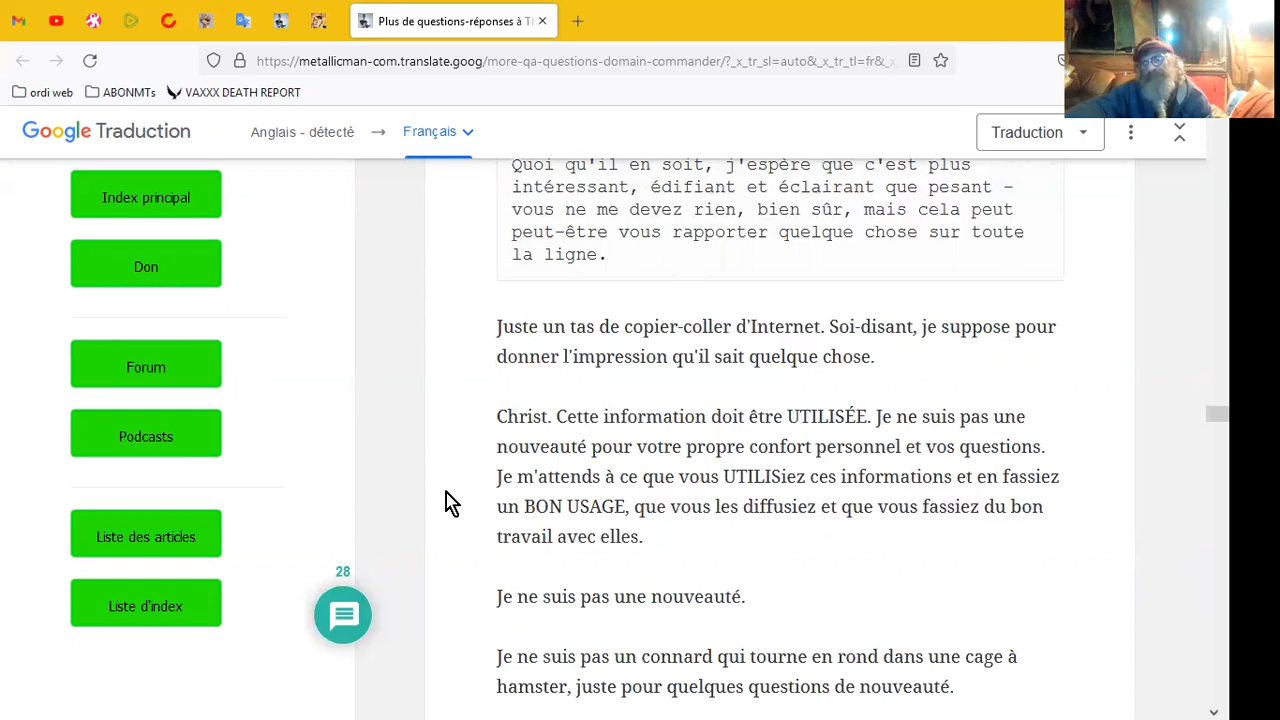 Plus de questions-réponses à Th
https://metallicman-com.translate.goog/more-qa-questions-domain-commander/?_x_tr_sl=auto&_x_tr_tl=fr&_x_
ordi web
ABONMTs
VAXXX DEATH REPORT
Google Traduction
Anglais - détecté
Français
Traduction
Index principal
Don
Forum
Podcasts
Liste des articles
Liste d'index
28
Quoi qu'il en soit, j'espère que c'est plus
intéressant, édifiant et éclairant que pesant –
vous ne me devez rien, bien sûr, mais cela peut
peut-être vous rapporter quelque chose sur toute
la ligne.
Juste un tas de copier-coller d'Internet. Soi-disant, je suppose pour
donner l'impression qu'il sait quelque chose.
Christ. Cette information doit être UTILISÉE. Je ne suis pas une
nouveauté pour votre propre confort personnel et vos questions.
Je m'attends à ce que vous UTILISiez ces informations et en fassiez
un BON USAGE, que vous les diffusiez et que vous fassiez du bon
travail avec elles.
Je ne suis pas une nouveauté.
Je ne suis pas un connard qui tourne en rond dans une cage à
hamster, juste pour quelques questions de nouveauté.